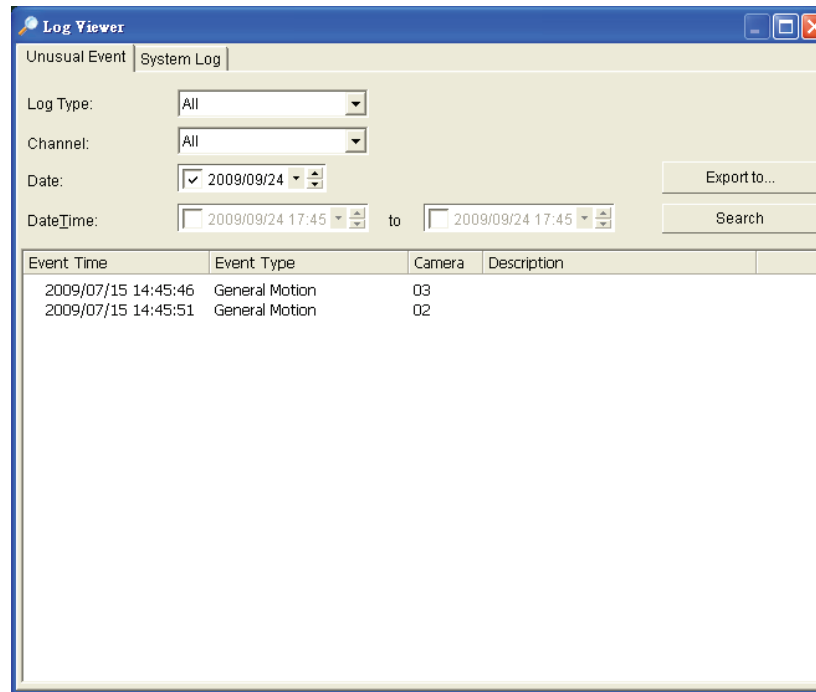 Log Viewer
Unusual Event System Log
Log Type: All
Channel: All
Date: 2009/09/24 Export to...
DateTime: 2009/09/24 17:45 to 2009/09/24 17:45 Search
Event Time Event Type Camera Description
2009/07/15 14:45:46 General Motion 03
2009/07/15 14:45:51 General Motion 02